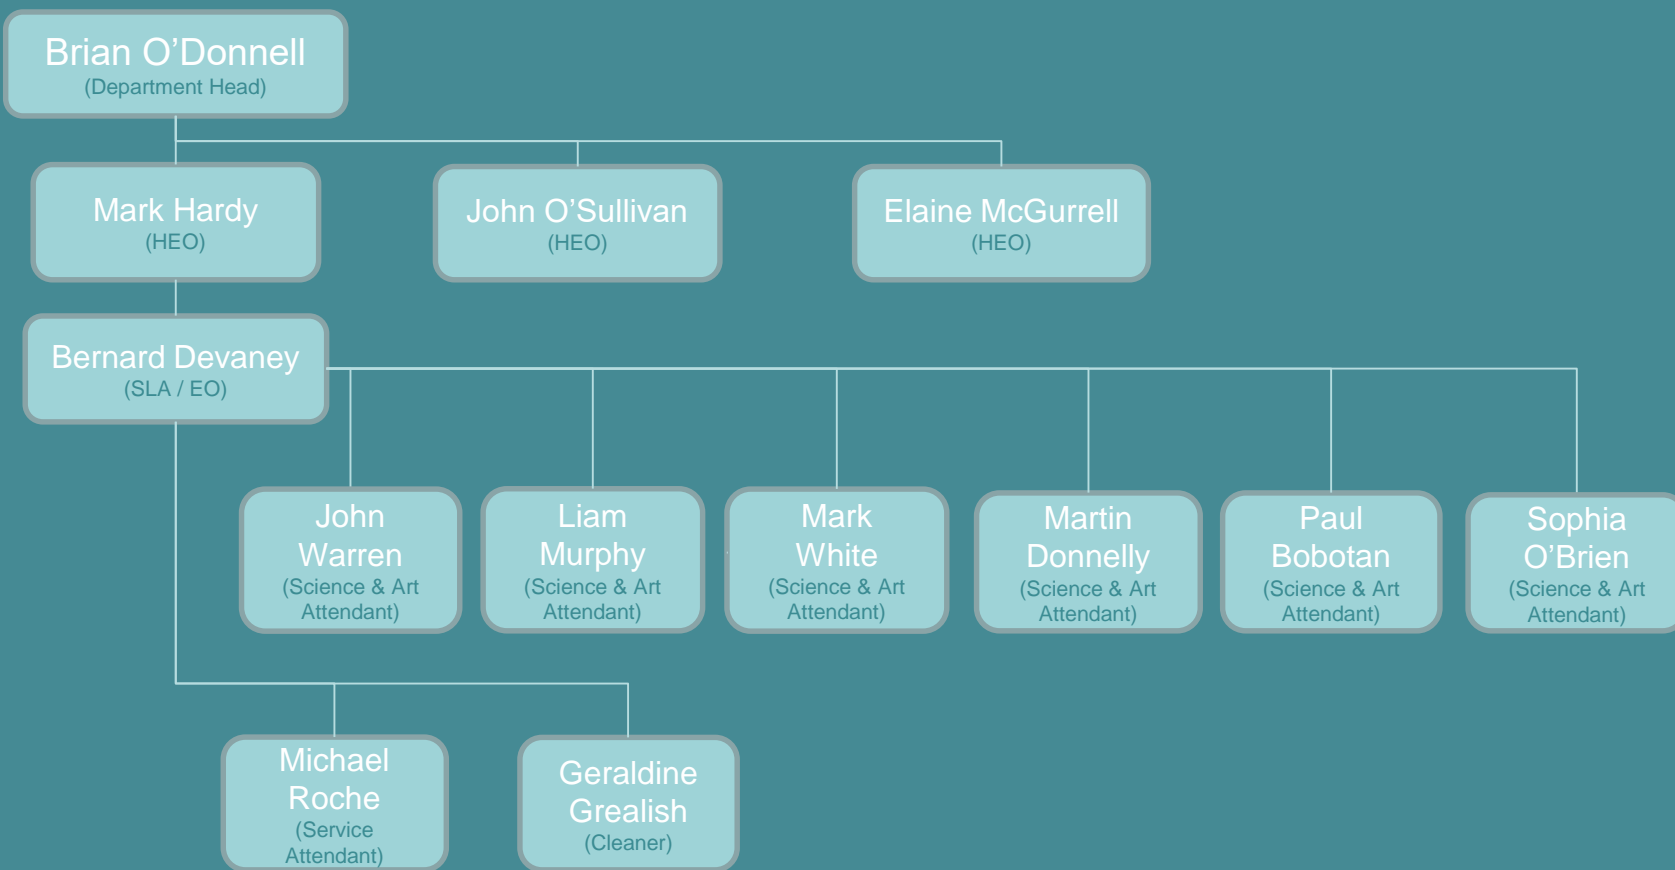 Brian O’Donnell
(Department Head)
Mark Hardy
(HEO)
John O’Sullivan
(HEO)
Elaine McGurrell
(HEO)
Bernard Devaney
(SLA / EO)
John
Warren
(Science & Art
Attendant)
Liam
Murphy
(Science & Art
Attendant)
Mark
White
(Science & Art
Attendant)
Martin
Donnelly
(Science & Art
Attendant)
Paul
Bobotan
(Science & Art
Attendant)
Sophia
O’Brien
(Science & Art
Attendant)
Michael
Roche
(Service
Attendant)
Geraldine
Grealish
(Cleaner)